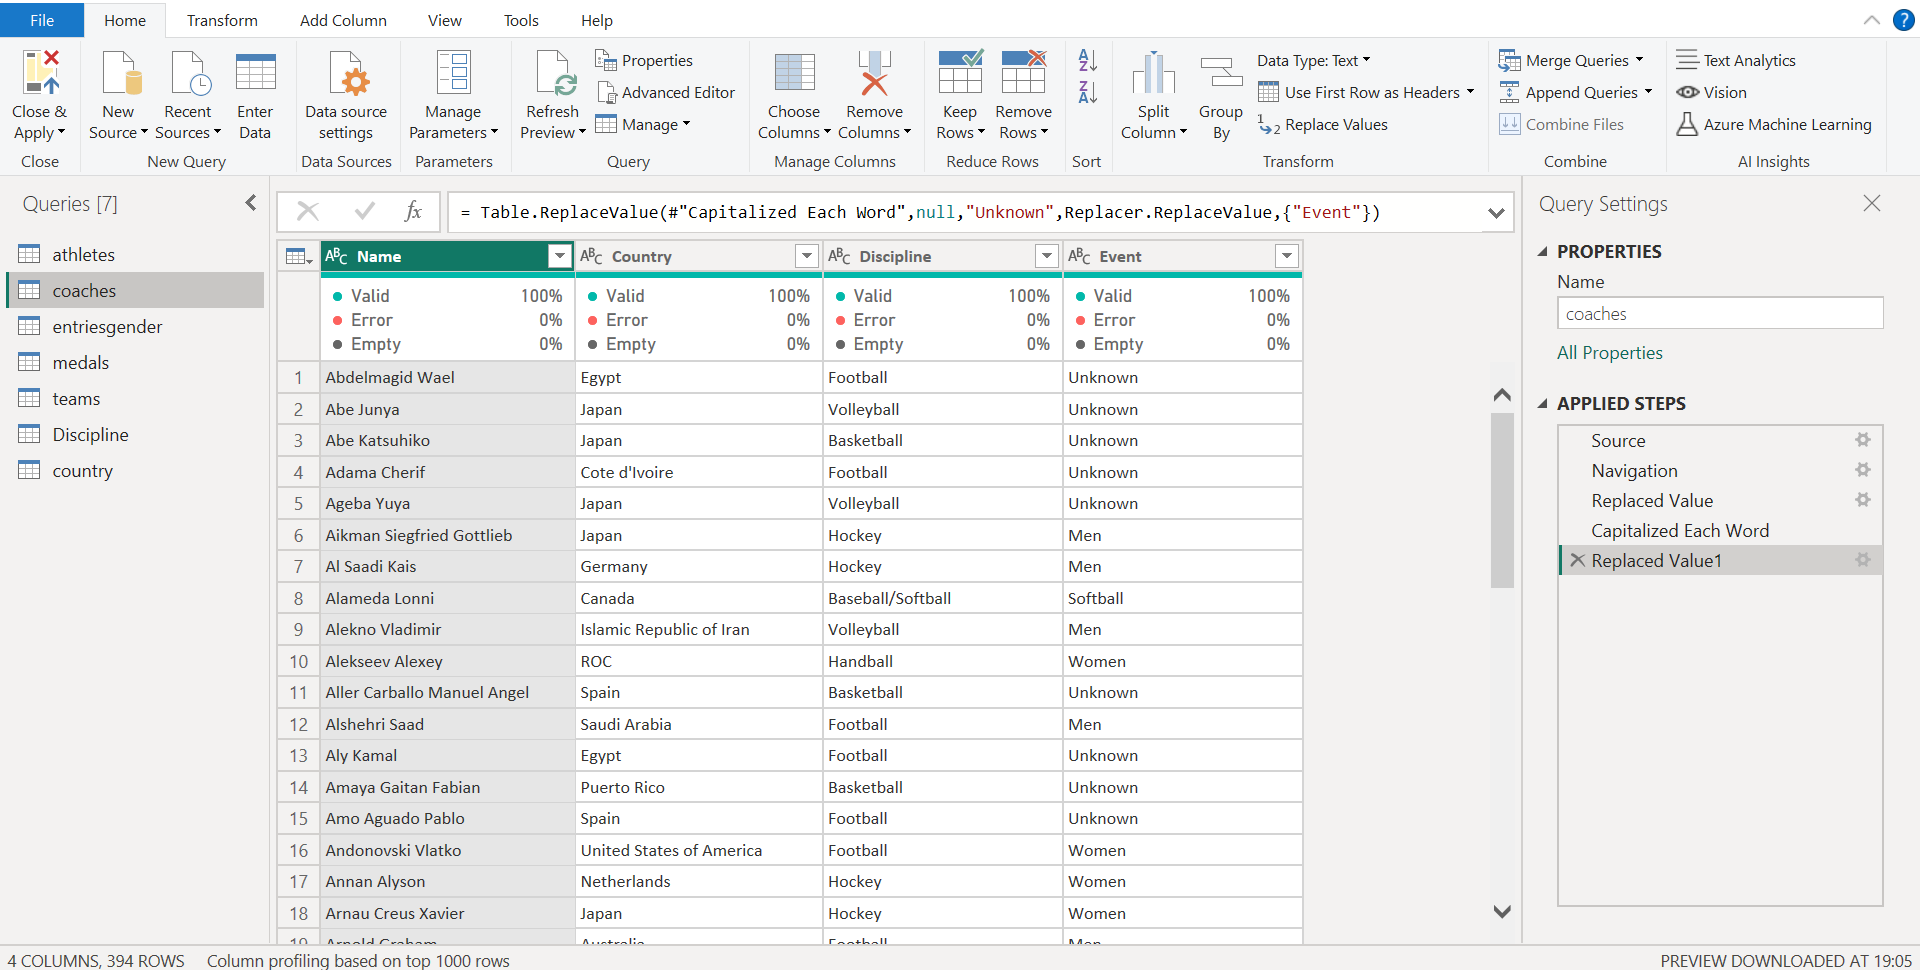 File Home Transform Add Column View Tools Help
Close & Apply
New Source
Recent Sources
Enter Data
Data source settings
Manage Parameters
Refresh Preview
Properties
Advanced Editor
Manage
Choose Columns
Remove Columns
Keep Rows
Remove Rows
Split Column
Group By
Data Type: Text
Use First Row as Headers
Replace Values
Merge Queries
Append Queries
Combine Files
Text Analytics
Vision
Azure Machine Learning
Close New Query Data Sources Parameters Query Manage Columns Reduce Rows Sort Transform Combine AI Insights
Queries [7]
athletes
coaches
entriesgender
medals
teams
Discipline
country
fx = Table.ReplaceValue(#"Capitalized Each Word",null,"Unknown",Replacer.ReplaceValue,{"Event"})
ABC Name ABC Country ABC Discipline ABC Event
Valid 100% Valid 100% Valid 100% Valid 100%
Error 0% Error 0% Error 0% Error 0%
Empty 0% Empty 0% Empty 0% Empty 0%
1 Abdelmagid Wael Egypt Football Unknown
2 Abe Junya Japan Volleyball Unknown
3 Abe Katsuhiko Japan Basketball Unknown
4 Adama Cherif Cote d'Ivoire Football Unknown
5 Ageba Yuya Japan Volleyball Unknown
6 Aikman Siegfried Gottlieb Japan Hockey Men
7 Al Saadi Kais Germany Hockey Men
8 Alameda Lonni Canada Baseball/Softball Softball
9 Alekno Vladimir Islamic Republic of Iran Volleyball Men
10 Alekseev Alexey ROC Handball Women
11 Aller Carballo Manuel Angel Spain Basketball Unknown
12 Alshehri Saad Saudi Arabia Football Men
13 Aly Kamal Egypt Football Unknown
14 Amaya Gaitan Fabian Puerto Rico Basketball Unknown
15 Amo Aguado Pablo Spain Football Unknown
16 Andonovski Vlatko United States of America Football Women
17 Annan Alyson Netherlands Hockey Women
18 Arnau Creus Xavier Japan Hockey Women
19 Arnold Graham Australia Football Men
Query Settings
PROPERTIES
Name
coaches
All Properties
APPLIED STEPS
Source
Navigation
Replaced Value
Capitalized Each Word
Replaced Value1
4 COLUMNS, 394 ROWS Column profiling based on top 1000 rows PREVIEW DOWNLOADED AT 19:05